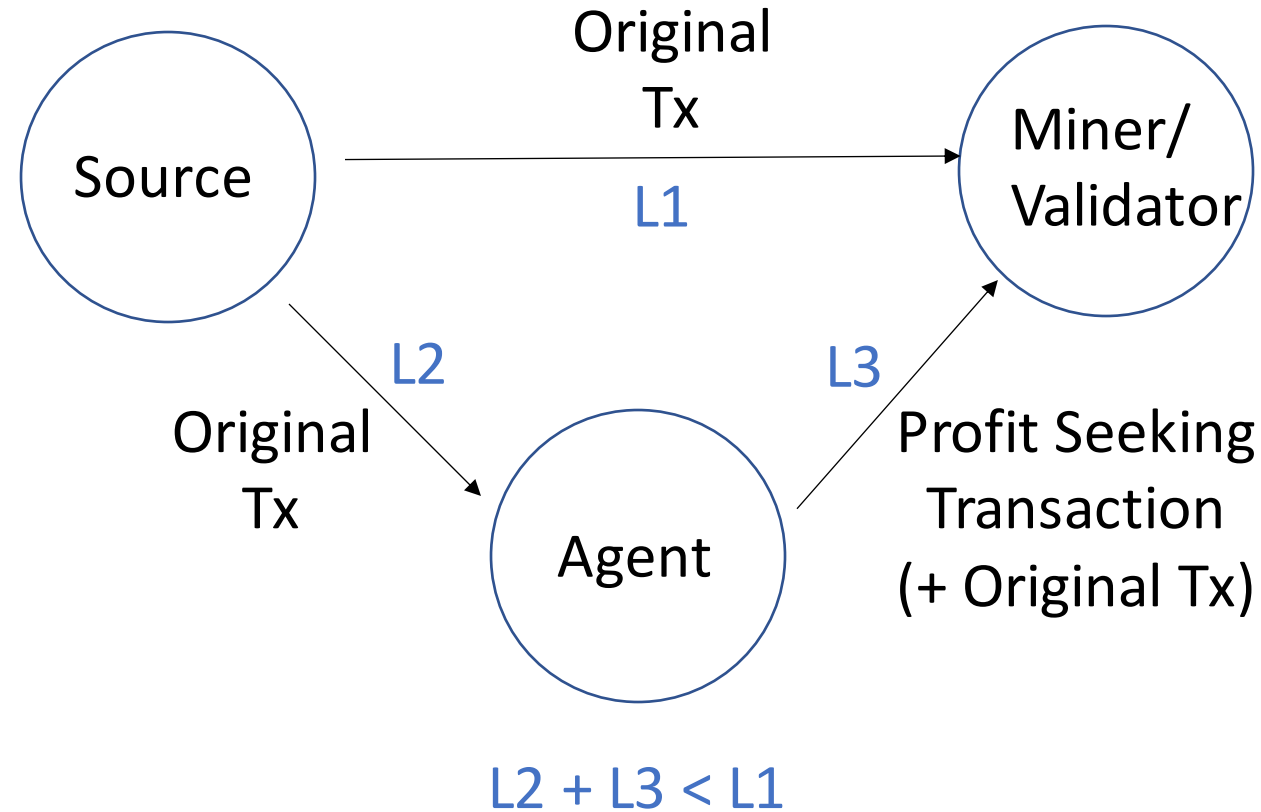 Original
Tx
Source
Miner/
Validator
L1
L2
L3
Original
Tx
Agent
Profit Seeking
Transaction
(+ Original Tx)
L2 + L3 < L1